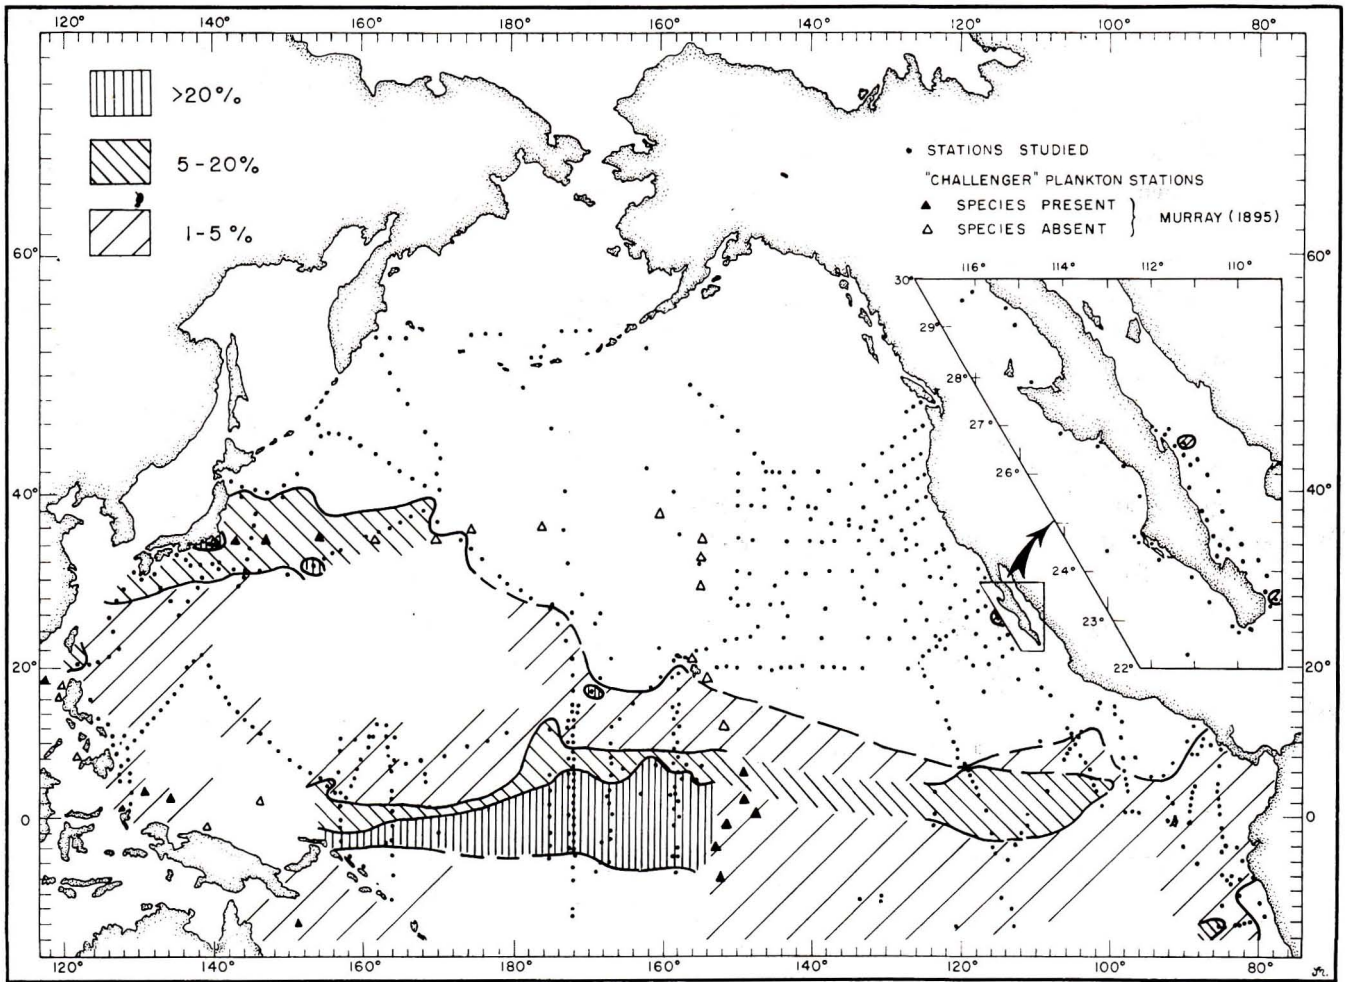 120° 140° 160° 180° 160° 140° 120° 100° 80°
>20%
5-20%
1-5%
• STATIONS STUDIED
"CHALLENGER" PLANKTON STATIONS
▲ SPECIES PRESENT
△ SPECIES ABSENT
MURRAY (1895)
60° 60°
116° 114° 112° 110°
30°
29°
28°
27°
26°
24°
23°
22°
40° 40°
20° 20°
0 0
120° 140° 160° 180° 160° 140° 120° 100° 80°